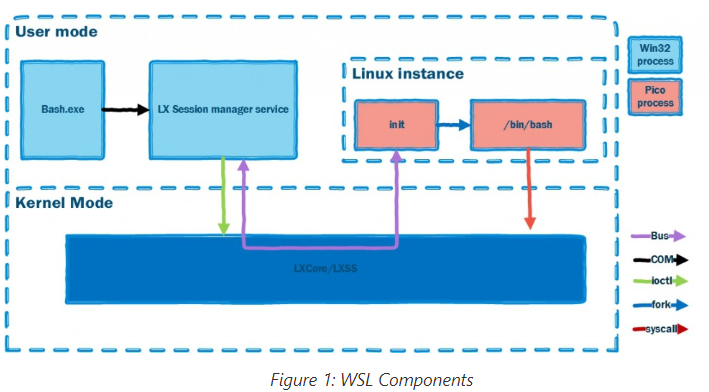 User mode
Bash.exe
LX Session manager service
Linux instance
init
/bin/bash
Win32
process
Pico
process
Kernel Mode
LXCore/LXSS
Bus
COM
ioctl
fork
syscall
Figure 1: WSL Components